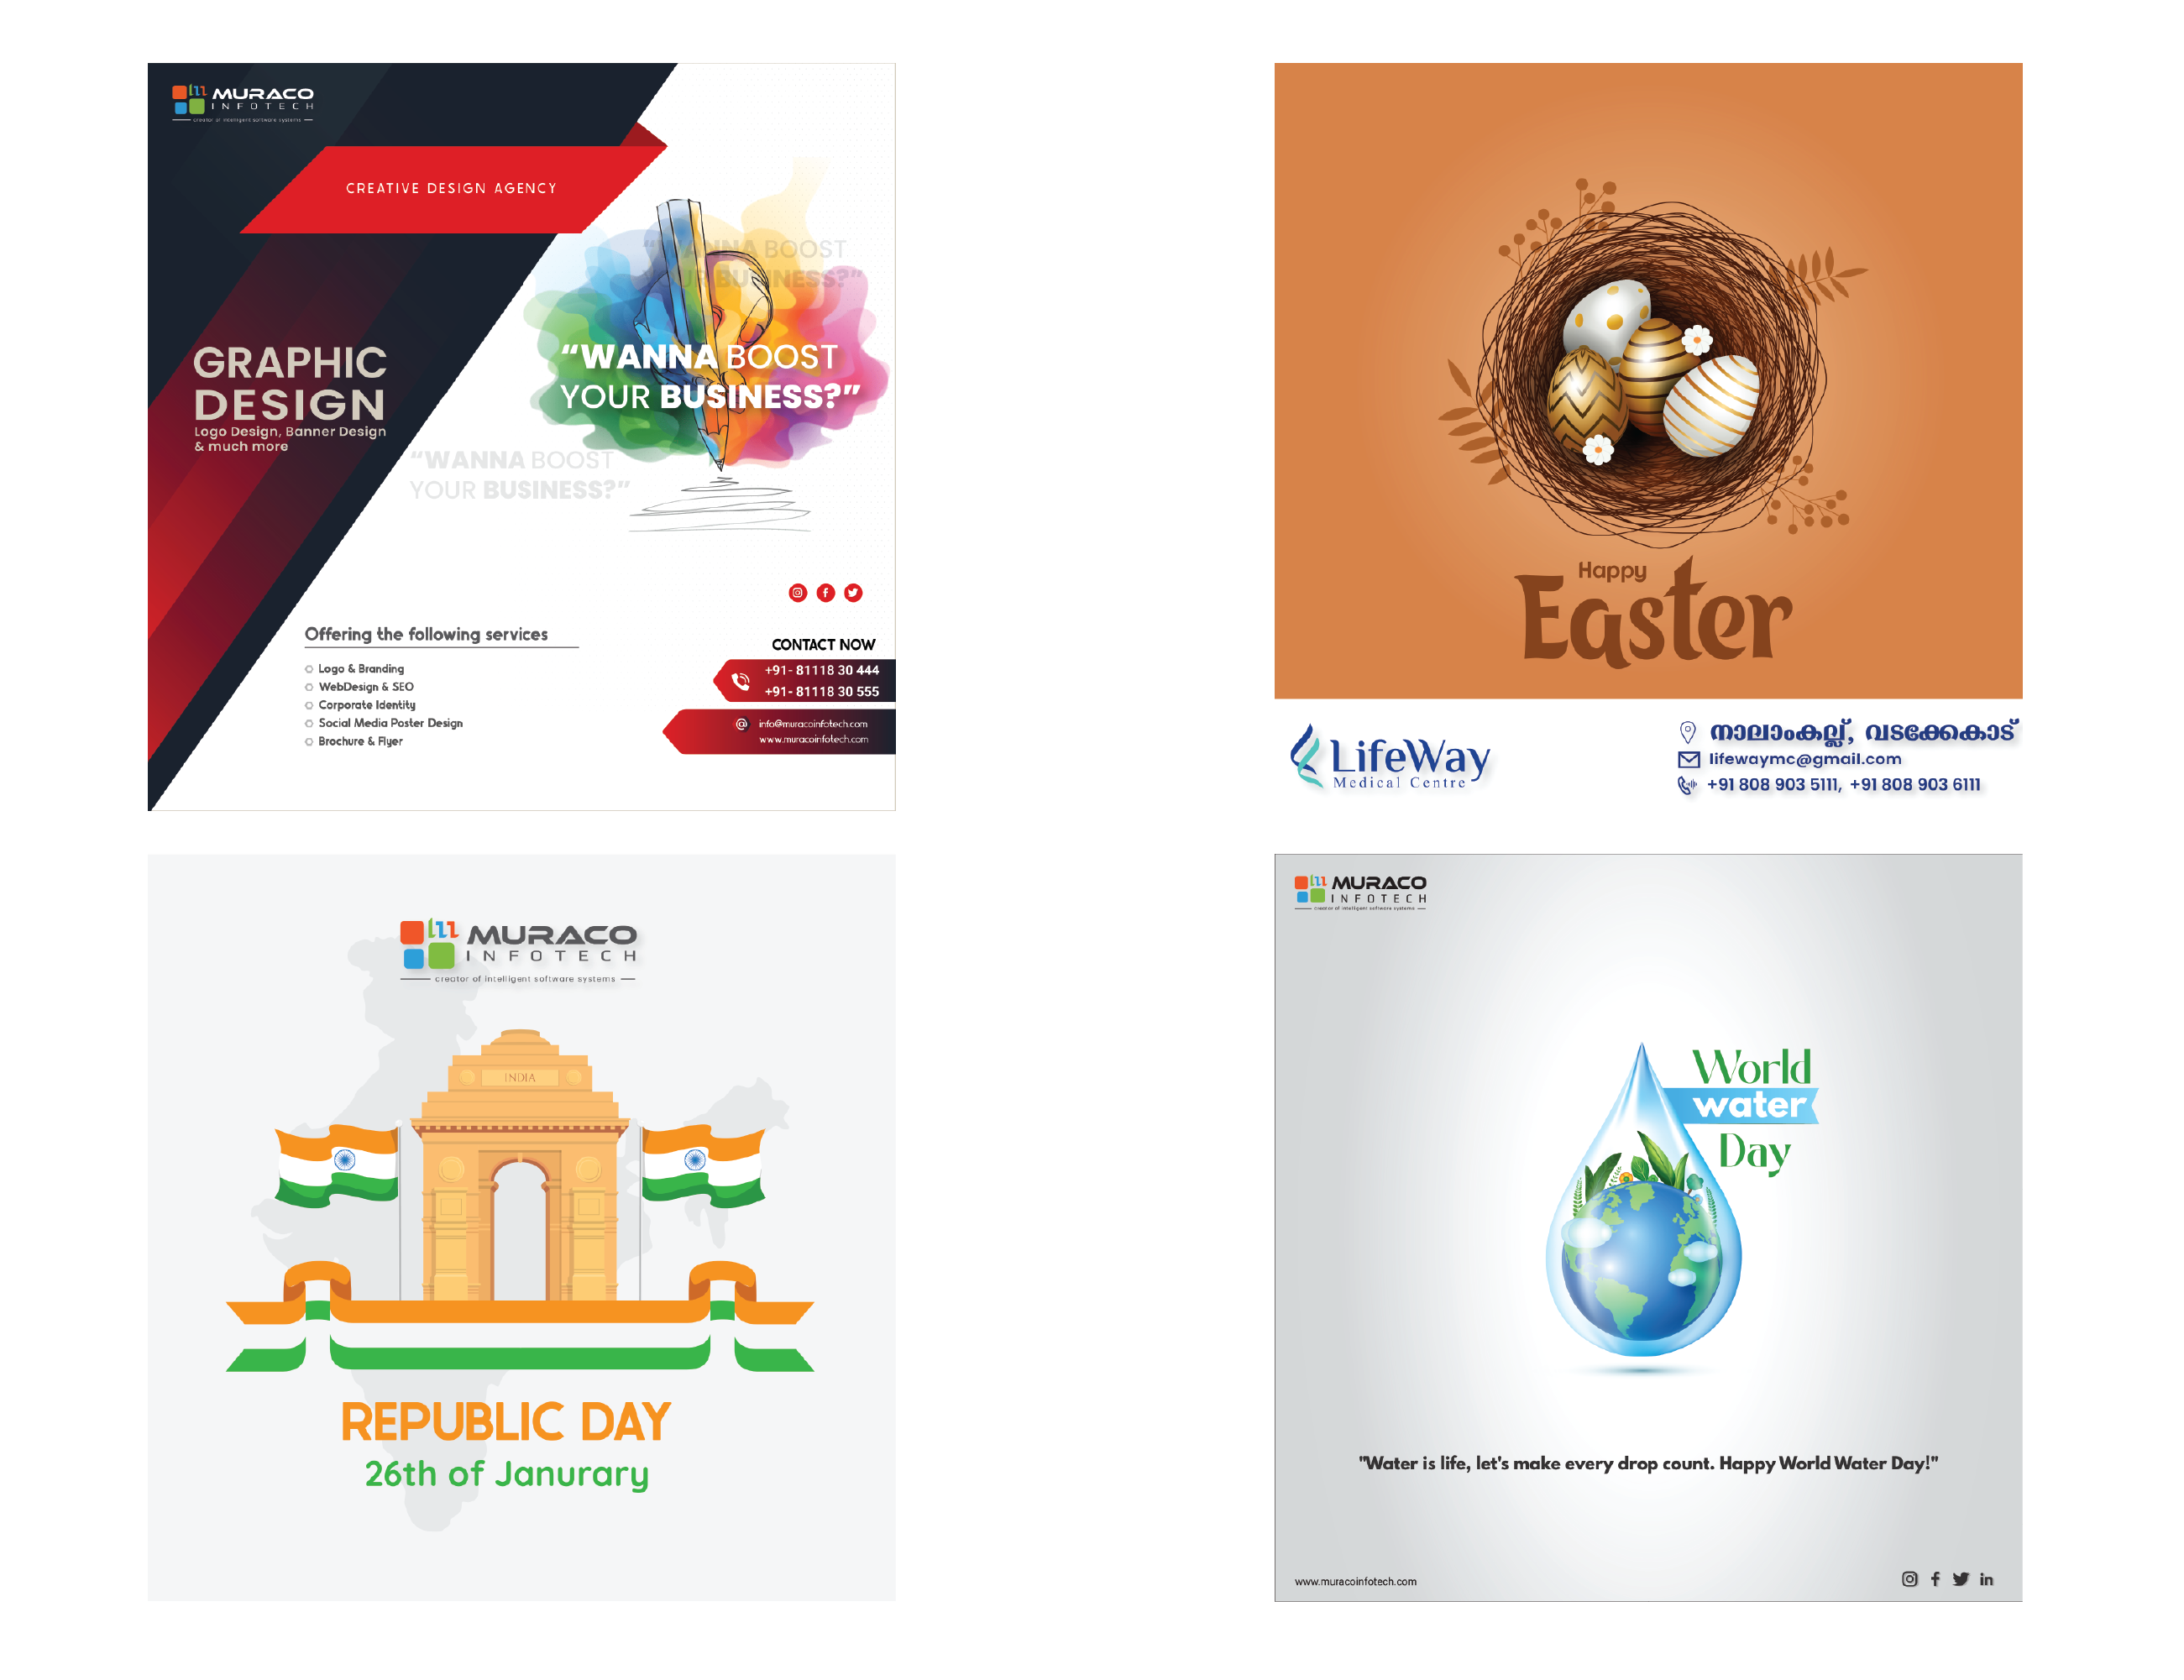 MURACO
INFOTECH
creator of intelligent software systems
CREATIVE DESIGN AGENCY
"WANNA BOOST
YOUR BUSINESS?"
GRAPHIC
DESIGN
Logo Design, Banner Design
& much more
"WANNA BOOST
YOUR BUSINESS?"
"WANNA BOOST
YOUR BUSINESS?"
Offering the following services
Logo & Branding
WebDesign & SEO
Corporate Identity
Social Media Poster Design
Brochure & Flyer
CONTACT NOW
+91- 81118 30 444
+91- 81118 30 555
info@muracoinfotech.com
www.muracoinfotech.com
Happy
Easter
LifeWay
Medical Centre
നാലാംകല്ല്, വടക്കേകാട്
lifewaymc@gmail.com
+91 808 903 5111, +91 808 903 6111
MURACO
INFOTECH
creator of intelligent software systems
INDIA
REPUBLIC DAY
26th of Janurary
MURACO
INFOTECH
creator of intelligent software systems
World
water
Day
"Water is life, let's make every drop count. Happy World Water Day!"
www.muracoinfotech.com